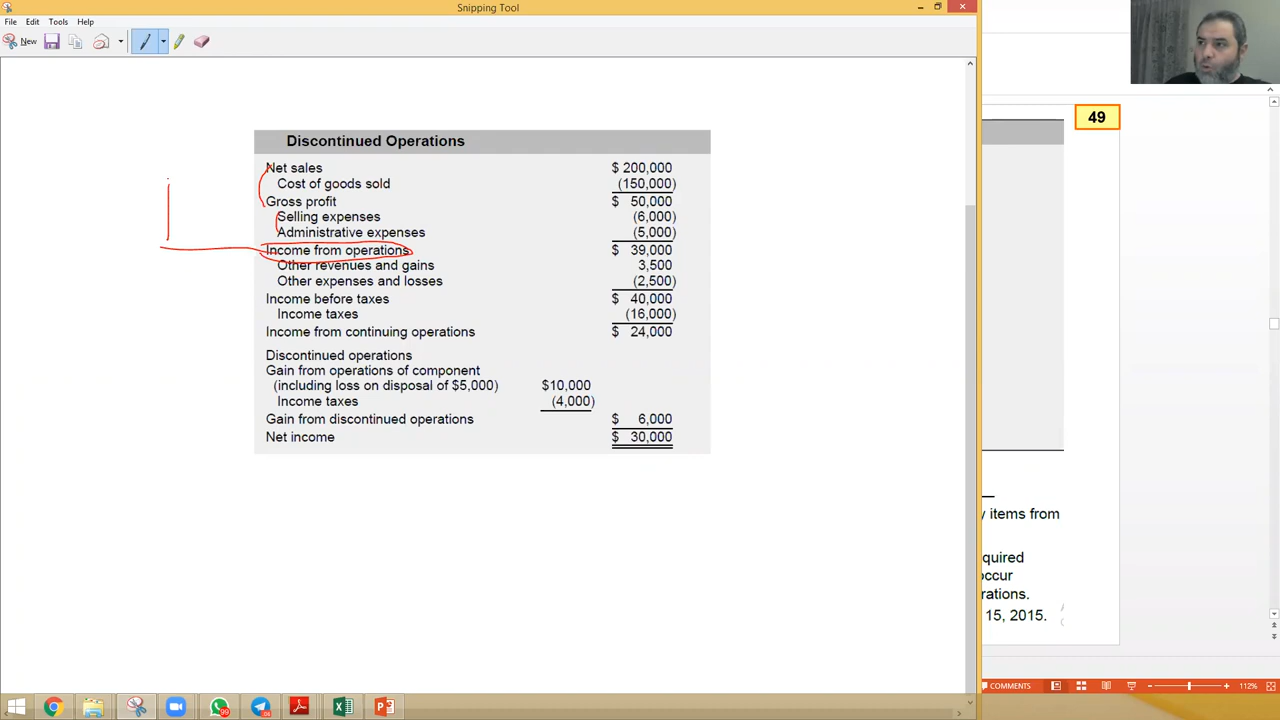 Snipping Tool
File Edit Tools Help
New
49
Discontinued Operations
Net sales $ 200,000
Cost of goods sold (150,000)
Gross profit $ 50,000
Selling expenses (6,000)
Administrative expenses (5,000)
Income from operations $ 39,000
Other revenues and gains 3,500
Other expenses and losses (2,500)
Income before taxes $ 40,000
Income taxes (16,000)
Income from continuing operations $ 24,000
Discontinued operations
Gain from operations of component
(including loss on disposal of $5,000) $10,000
Income taxes (4,000)
Gain from discontinued operations $ 6,000
Net income $ 30,000
y items from
quired
occur
rations.
15, 2015.
COMMENTS
112%
99